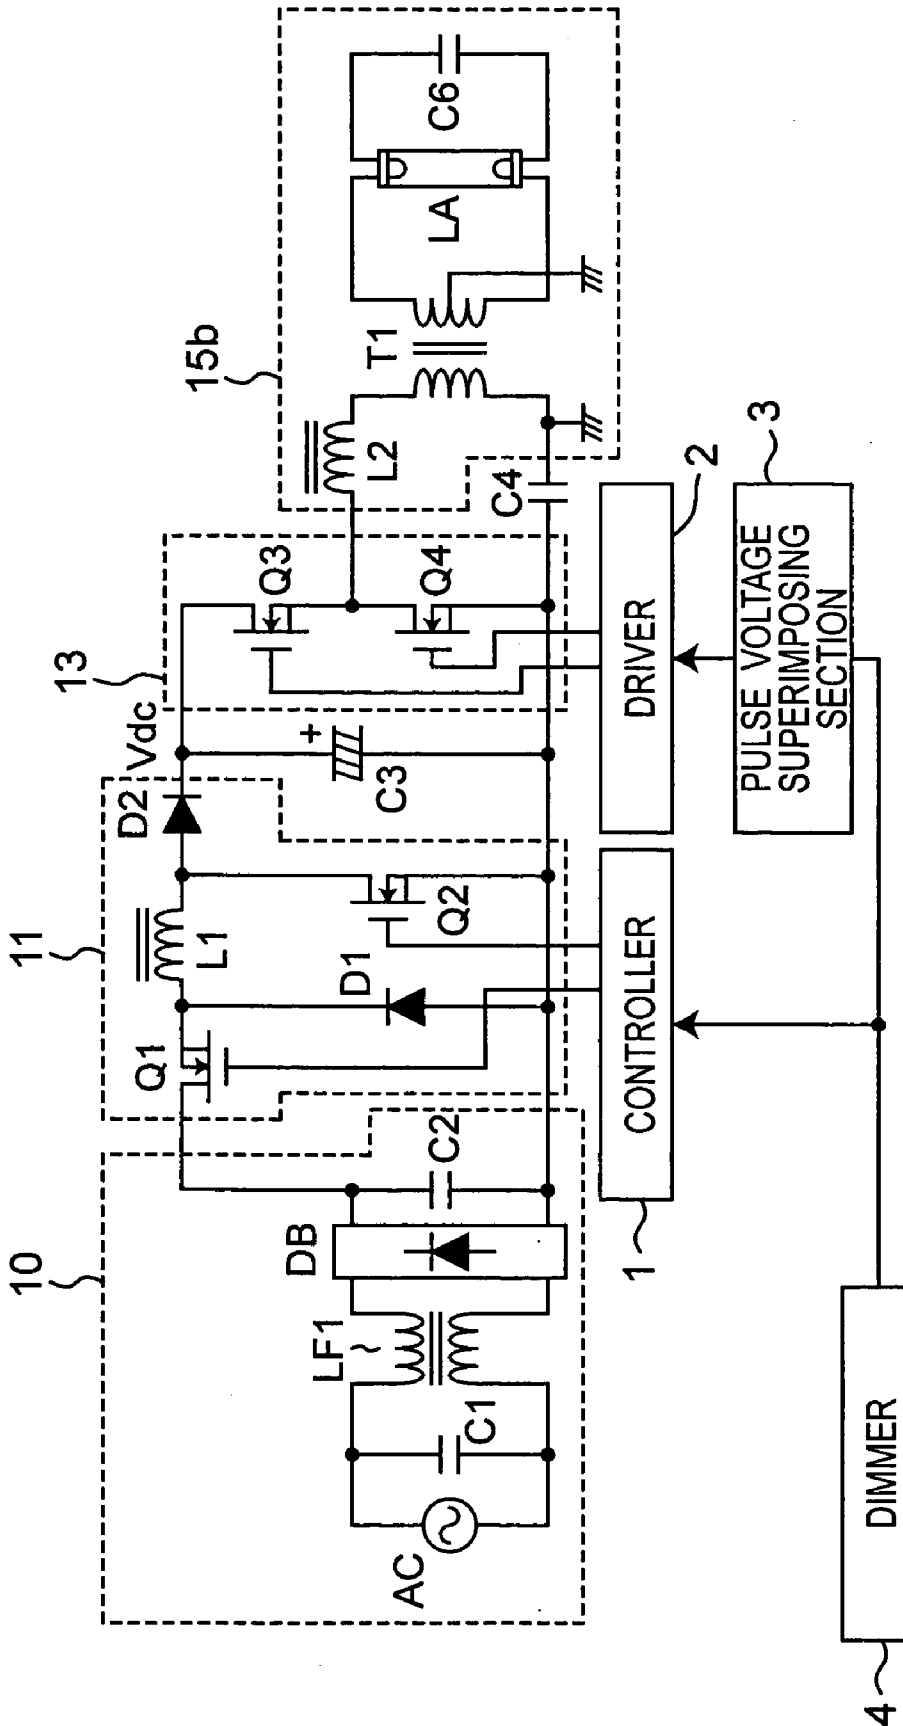 10
11
13
15b
AC
C1
LF1
DB
C2
Q1
D1
L1
Q2
D2
Vdc
+
C3
Q3
Q4
L2
C4
T1
LA
C6
1
CONTROLLER
DRIVER
2
PULSE VOLTAGE
SUPERIMPOSING
SECTION
3
DIMMER
4